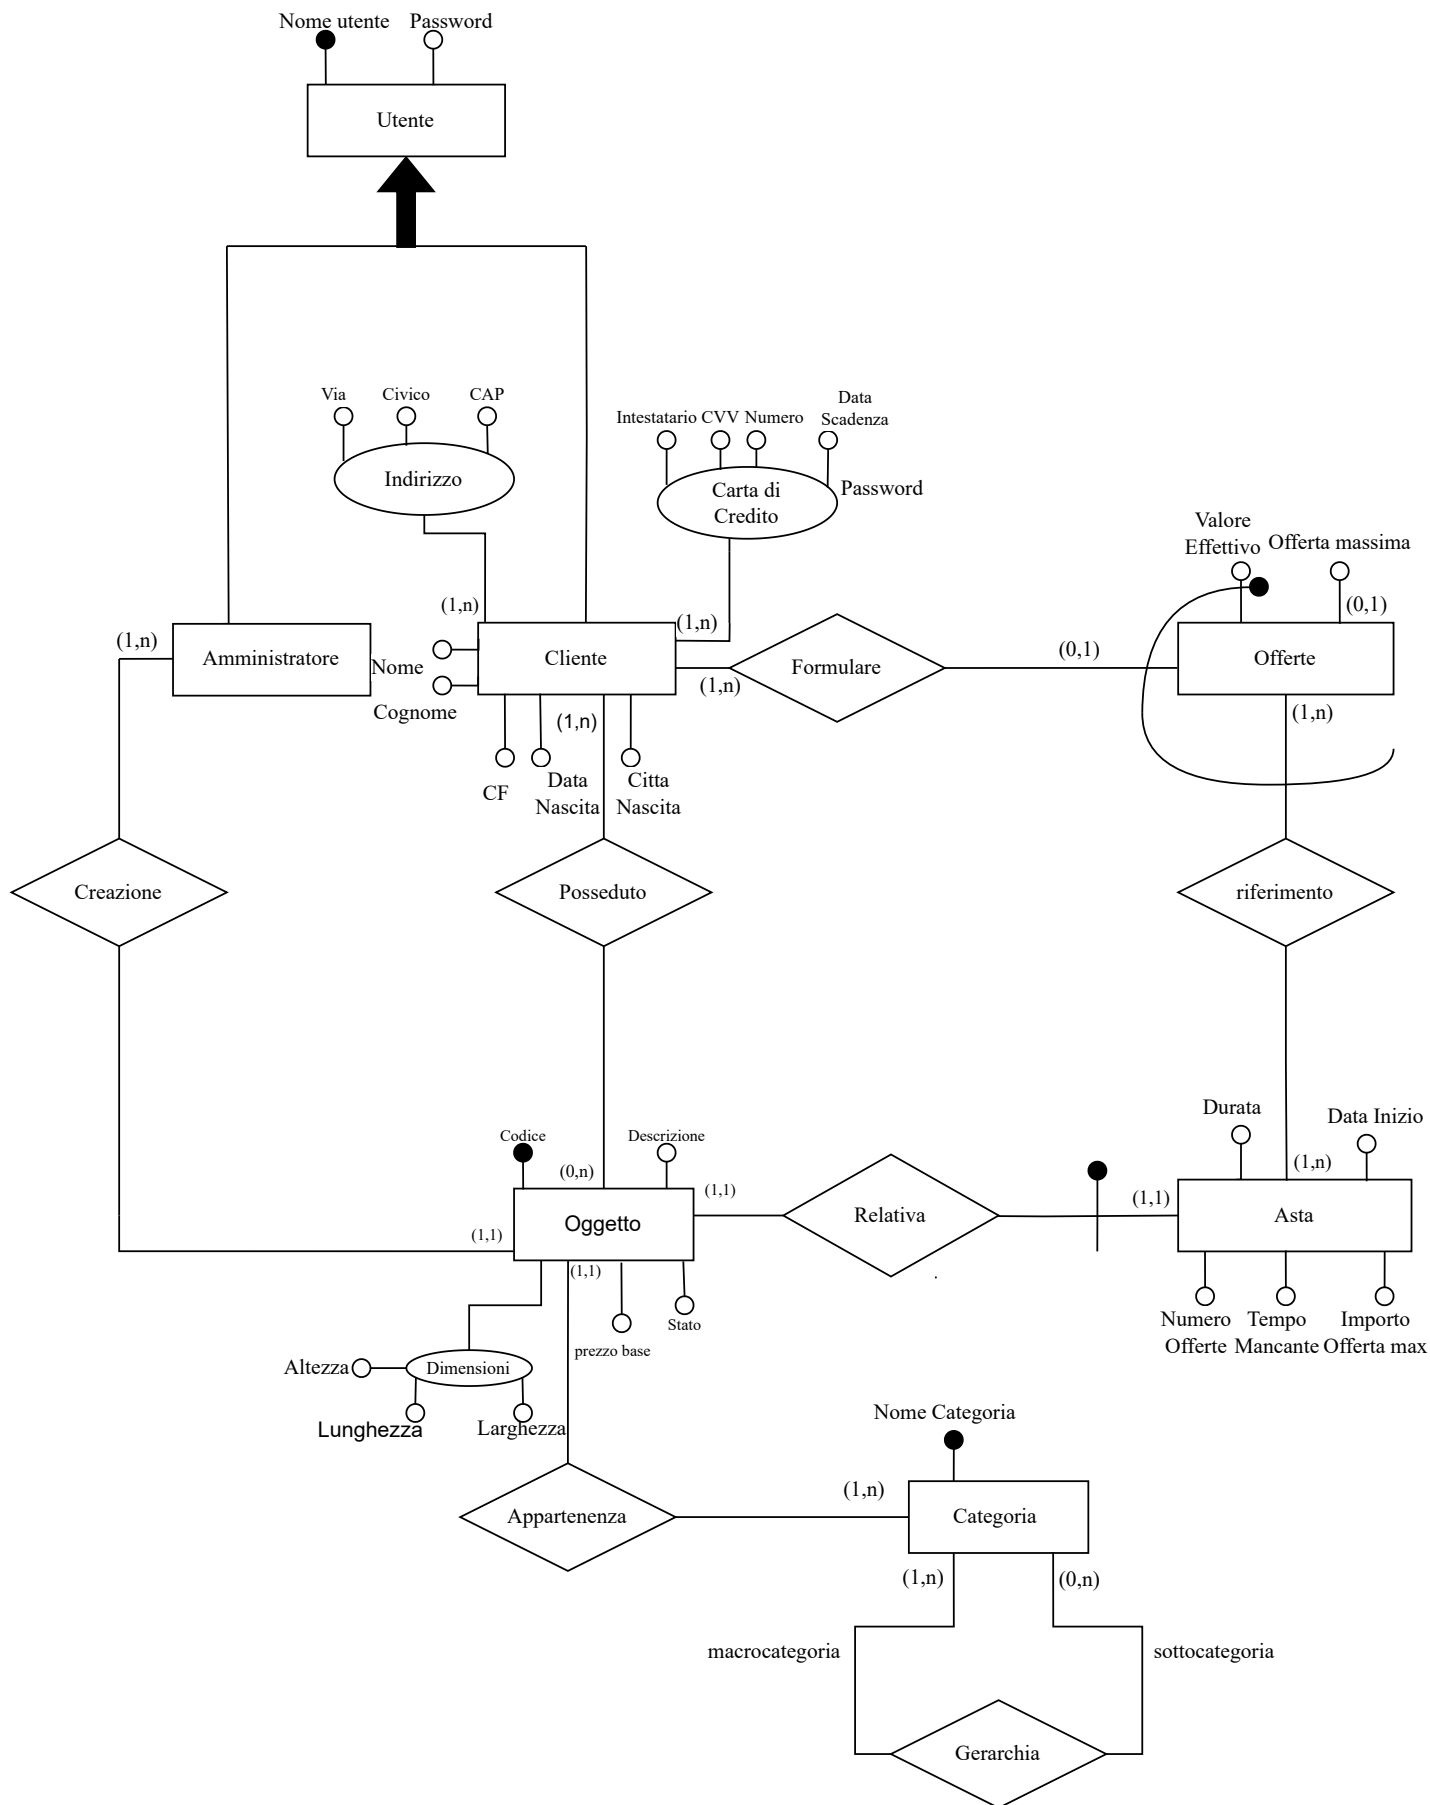 Nome utente
Password
Utente
Via
Civico
CAP
Indirizzo
Intestatario
CVV
Numero
Data
Scadenza
Carta di
Credito
Password
Valore
Effettivo
Offerta massima
(0,1)
(1,n)
(1,n)
(1,n)
Amministratore
Nome
Cognome
Cliente
(1,n)
Formulare
(0,1)
Offerte
(1,n)
(1,n)
CF
Data
Nascita
Citta
Nascita
Creazione
Posseduto
riferimento
Durata
Data Inizio
Codice
Descrizione
(0,n)
(1,1)
(1,n)
(1,1)
Oggetto
Relativa
Asta
(1,1)
(1,1)
.
Stato
prezzo base
Numero
Offerte
Tempo
Mancante
Importo
Offerta max
Altezza
Dimensioni
Lunghezza
Larghezza
Nome Categoria
Appartenenza
(1,n)
Categoria
(1,n)
(0,n)
macrocategoria
sottocategoria
Gerarchia